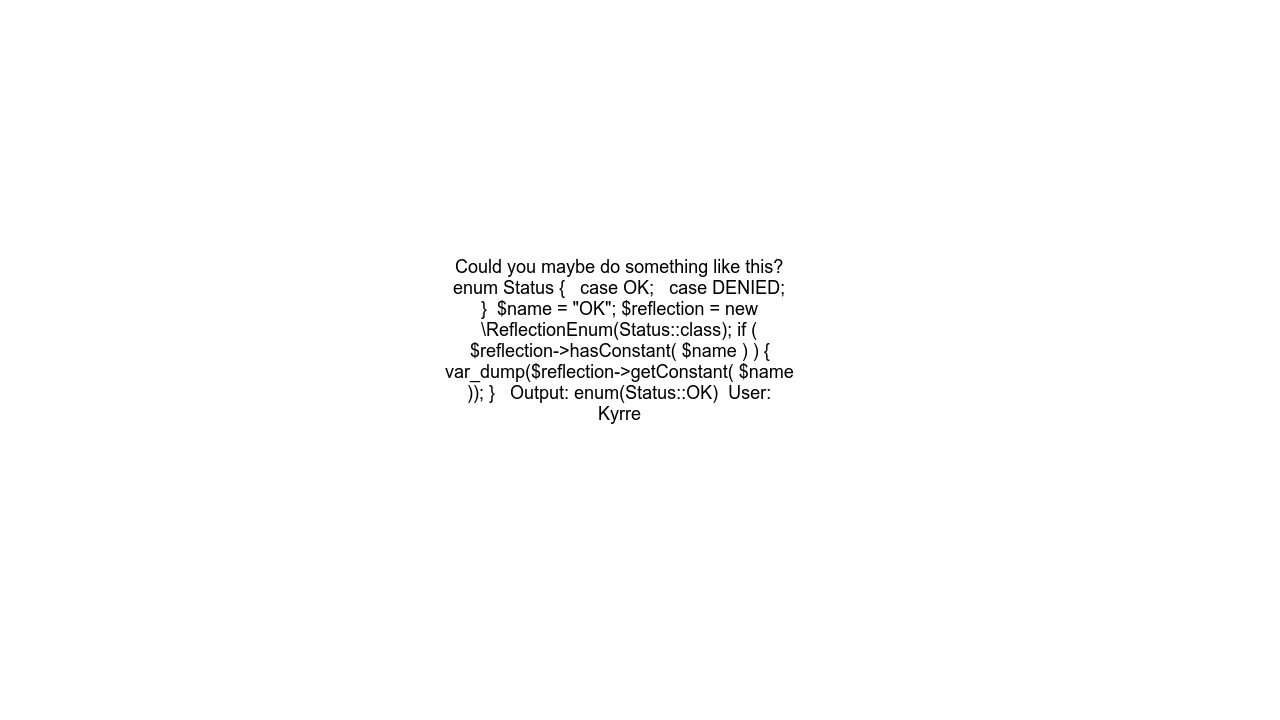 Could you maybe do something like this?
enum Status {   case OK;   case DENIED;
}  $name = "OK"; $reflection = new
\ReflectionEnum(Status::class); if (
$reflection->hasConstant( $name ) ) {
var_dump($reflection->getConstant( $name
)); }   Output: enum(Status::OK)  User:
Kyrre